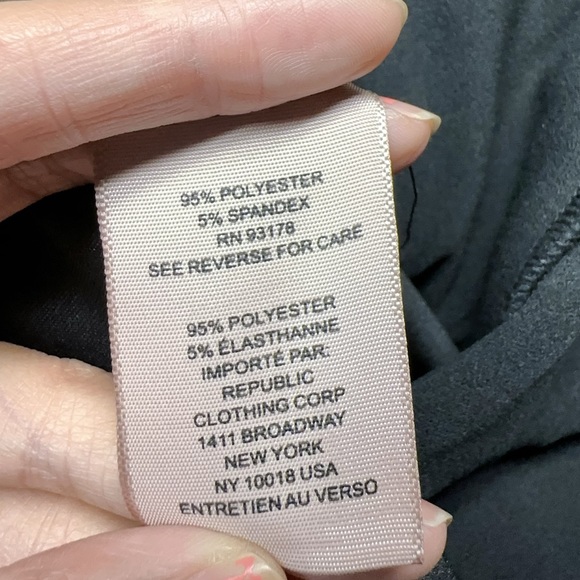 95% POLYESTER
5% SPANDEX
RN 93178
SEE REVERSE FOR CARE
95% POLYESTER
5% ÉLASTHANNE
IMPORTÉ PAR:
REPUBLIC
CLOTHING CORP
1411 BROADWAY
NEW YORK
NY 10018 USA
ENTRETIEN AU VERSO